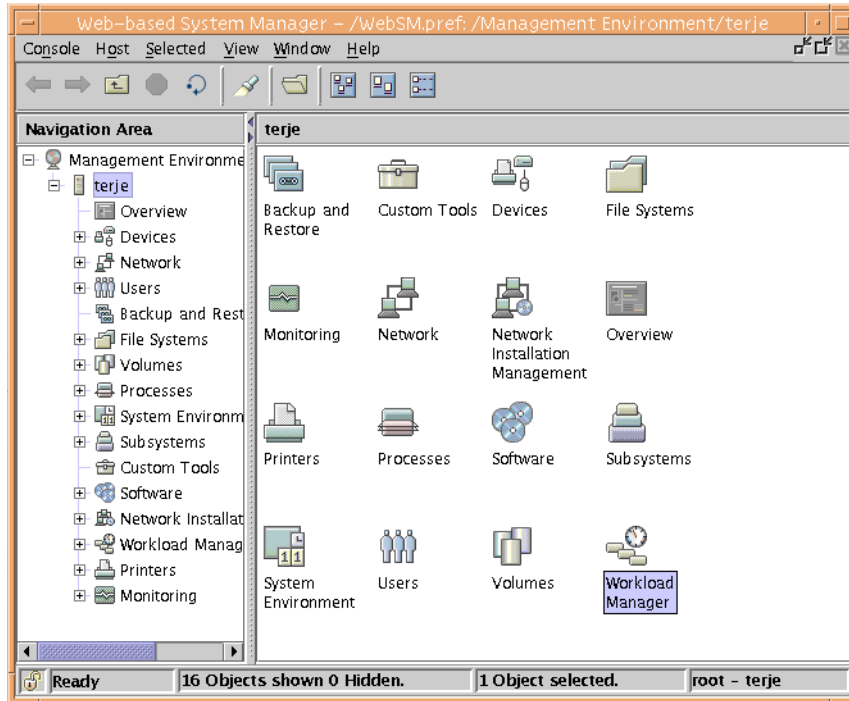 Web-based System Manager - /WebSM.pref: /Management Environment/terje
Console Host Selected View Window Help
Navigation Area
terje
Management Environme
terje
Overview
Devices
Network
Users
Backup and Rest
File Systems
Volumes
Processes
System Environm
Subsystems
Custom Tools
Software
Network Installat
Workload Manag
Printers
Monitoring
Backup and
Restore
Custom Tools
Devices
File Systems
Monitoring
Network
Network
Installation
Management
Overview
Printers
Processes
Software
Subsystems
System
Environment
Users
Volumes
Workload
Manager
Ready
16 Objects shown 0 Hidden.
1 Object selected.
root - terje